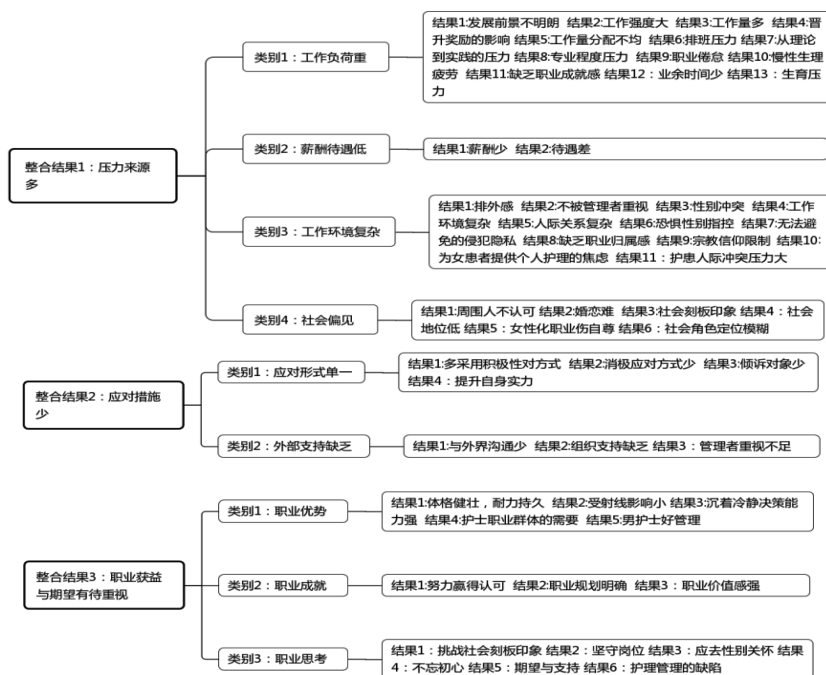 整合结果1：压力来源
多
类别1：工作负荷重
结果1:发展前景不明朗 结果2:工作强度大 结果3:工作量多 结果4:晋
升奖励的影响 结果5:工作量分配不均 结果6:排班压力 结果7:从理论
到实践的压力 结果8:专业程度压力 结果9:职业倦怠 结果10:慢性生理
疲劳 结果11:缺乏职业成就感 结果12：业余时间少 结果13：生育压
力
类别2：薪酬待遇低
结果1:薪酬少 结果2:待遇差
类别3：工作环境复杂
结果1:排外感 结果2:不被管理者重视 结果3:性别冲突 结果4:工作
环境复杂 结果5:人际关系复杂 结果6:恐惧性别指控 结果7:无法避
免的侵犯隐私 结果8:缺乏职业归属感 结果9:宗教信仰限制 结果10:
为女患者提供个人护理的焦虑 结果11：护患人际冲突压力大
类别4：社会偏见
结果1:周围人不认可 结果2:婚恋难 结果3:社会刻板印象 结果4：社会
地位低 结果5：女性化职业伤自尊 结果6：社会角色定位模糊
整合结果2：应对措施
少
类别1：应对形式单一
结果1:多采用积极性对方式 结果2:消极应对方式少 结果3:倾诉对象少
结果4：提升自身实力
类别2：外部支持缺乏
结果1:与外界沟通少 结果2:组织支持缺乏 结果3：管理者重视不足
整合结果3：职业获益
与期望有待重视
类别1：职业优势
结果1:体格健壮，耐力持久 结果2:受射线影响小 结果3:沉着冷静决策能
力强 结果4:护士职业群体的需要 结果5:男护士好管理
类别2：职业成就
结果1:努力赢得认可 结果2:职业规划明确 结果3：职业价值感强
类别3：职业思考
结果1：挑战社会刻板印象 结果2：坚守岗位 结果3：应去性别关怀 结果
4：不忘初心 结果5：期望与支持 结果6：护理管理的缺陷